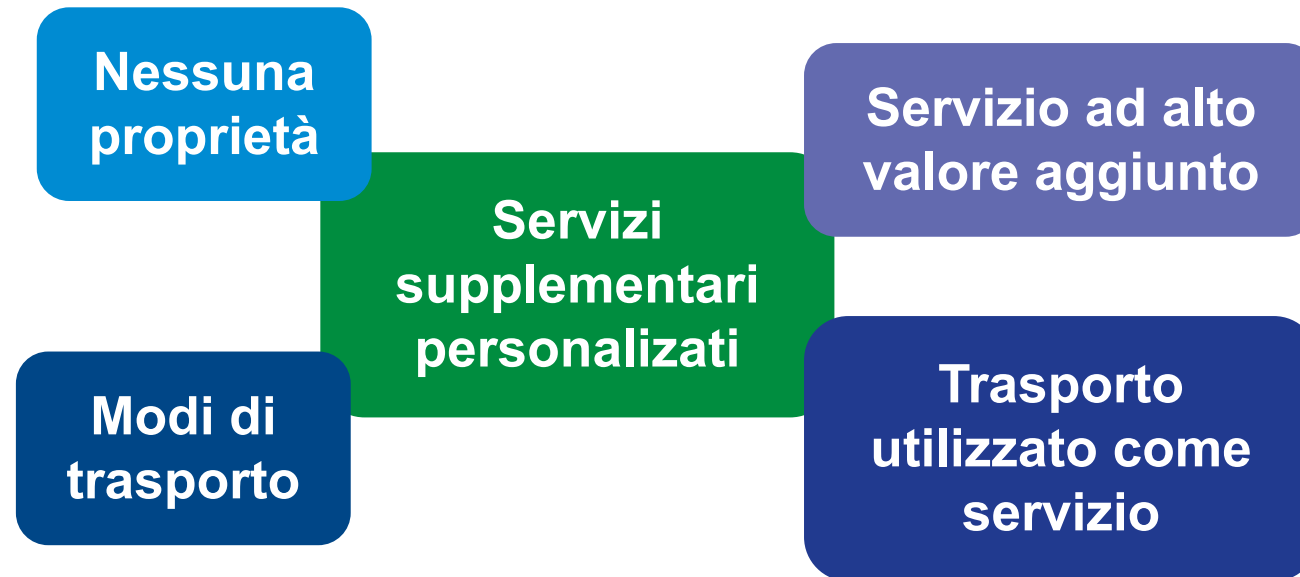 Nessuna
proprietà
Servizio ad alto
valore aggiunto
Servizi
supplementari
personalizati
Modi di
trasporto
Trasporto
utilizzato come
servizio